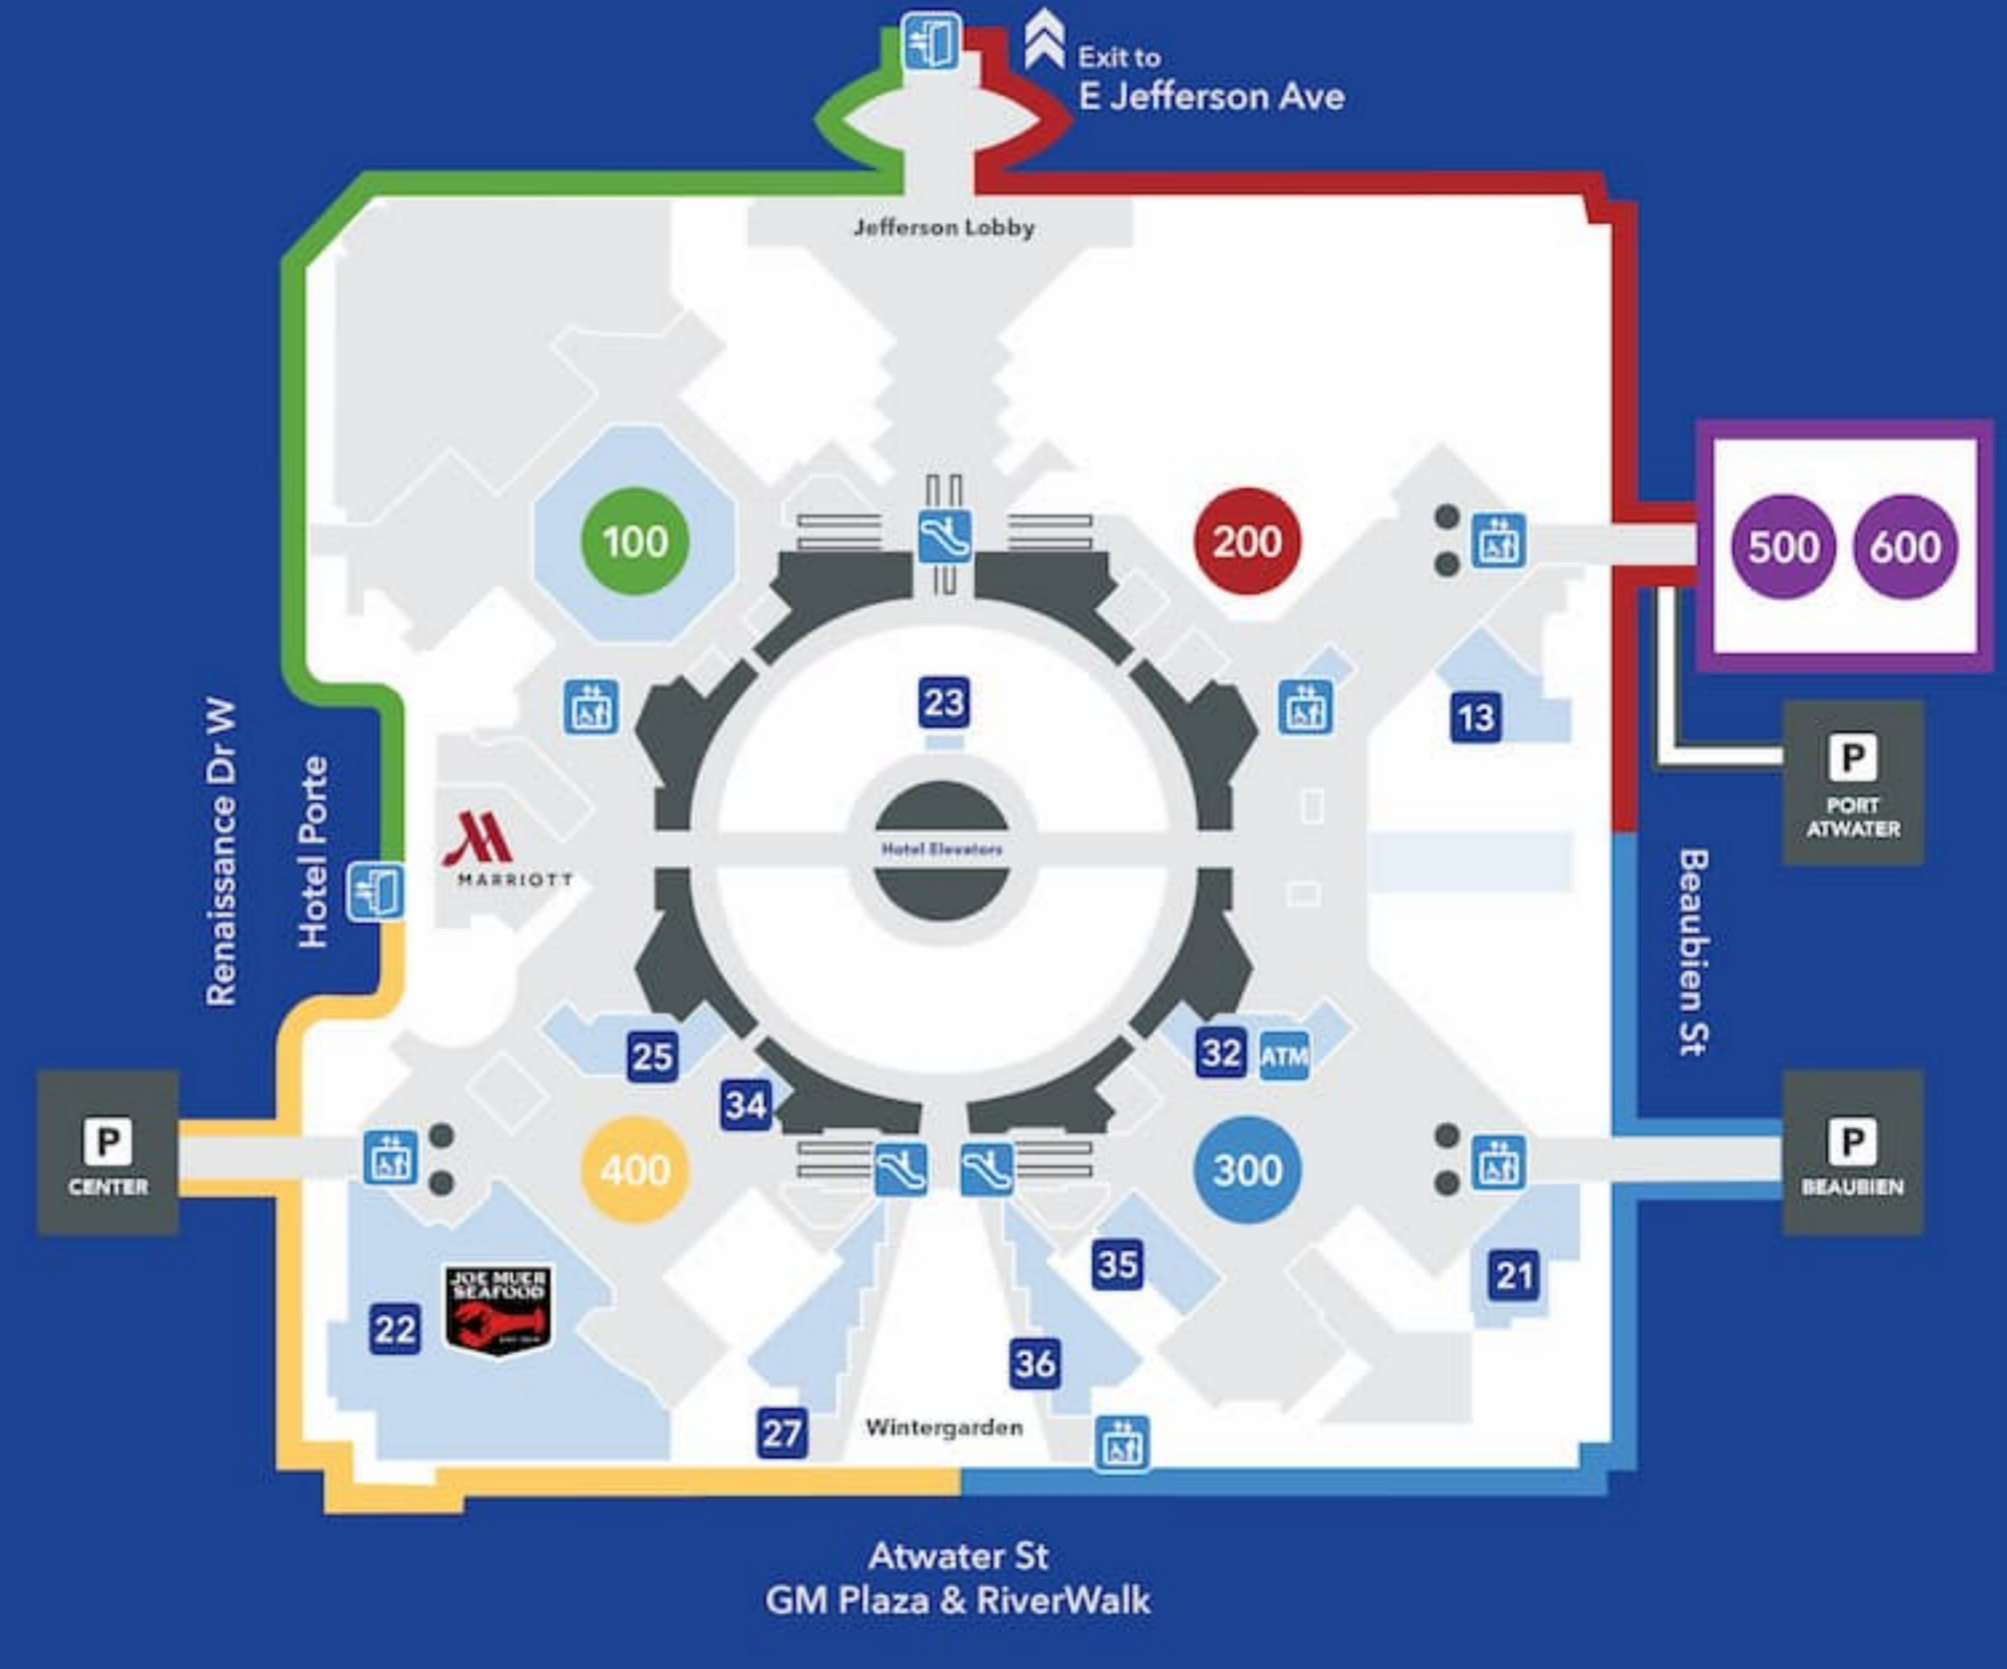 Exit to
E Jefferson Ave
Jefferson Lobby
100
200
500
600
23
13
P
PORT
ATWATER
Renaissance Dr W
Hotel Porte
MARRIOTT
Hotel Elevators
Beaubien St
25
32
ATM
34
P
CENTER
400
300
P
BEAUBIEN
JOE MUER
SEAFOOD
22
35
21
36
27
Wintergarden
Atwater St
GM Plaza & RiverWalk